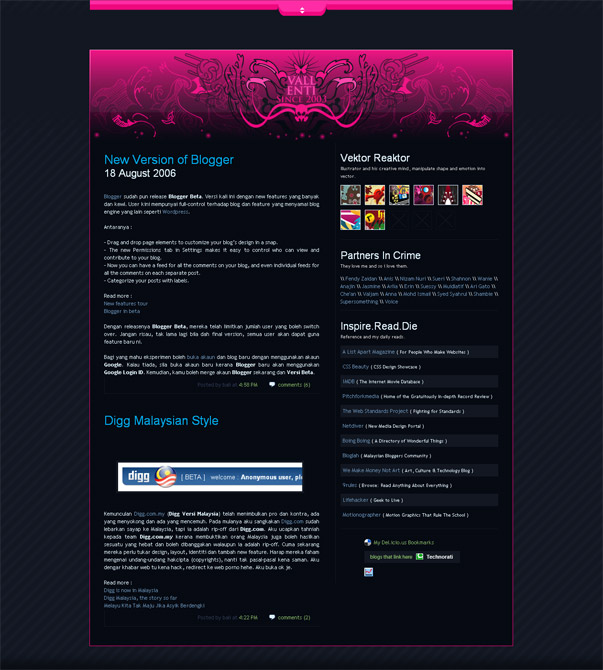 VALL
ENTI
SINCE 2003
New Version of Blogger
18 August 2006
Blogger sudah pun release Blogger Beta. Versi kali ini dengan new features yang banyak
dan kewl. User kini mempunyai full-control terhadap blog dan feature yang menyamai blog
engine yang lain seperti Wordpress.
Antaranya :
- Drag and drop page elements to customize your blog's design in a snap.
- The new Permissions tab in Settings makes it easy to control who can view and
contribute to your blog.
- Now you can have a feed for all the comments on your blog, and even individual feeds for
all the comments on each separate post.
- Categorize your posts with labels.
Read more :
New features tour
Blogger in beta
Dengan releasenya Blogger Beta, mereka telah limitkan jumlah user yang boleh switch
over. Jangan risau, tak lama lagi bila dah final version, semua user akan dapat guna
feature baru ni.
Bagi yang mahu eksperimen boleh buka akaun dan blog baru dengan menggunakan akaun
Google. Kalau tiada, sila buka akaun baru kerana Blogger baru akan menggunakan
Google Login ID. Kemudian, kamu boleh merge akaun Blogger sekarang dan Versi Beta.
Posted by bak at 4:58 PM comments (6)
Digg Malaysian Style
digg [ BETA ] welcome : Anonymous user, pl
Kemunculan Digg.com.my (Digg Versi Malaysia) telah menimbulkan pro dan kontra, ada
yang menyokong dan ada yang mencemuh. Pada mulanya aku sangkakan Digg.com sudah
lebarkan sayap ke Malaysia, tapi ia adalah rip-off dari Digg.com. Aku ucapkan tahniah
kepada team Digg.com.my kerana membuktikan orang Malaysia juga boleh hasilkan
sesuatu yang hebat dan boleh dibanggakan walaupun ia adalah rip-off. Cuma sekarang
mereka perlu tukar design, layout, identiti dan tambah new feature. Harap mereka faham
mengenai undang-undang hakcipta (copyrights), nanti tak pasal-pasal kena saman. Aku
dengar khabar web tu kena hack, redirect ke web porno hehe. Aku buka ok je.
Read more :
Digg is now in Malaysia
Digg Malaysia, the story so far
Melayu Kita Tak Maju Jika Asyik Berdengki
Posted by bak at 4:22 PM comments (2)
Vektor Reaktor
Illustrator and his creative mind, manipulate shape and emotion into
vector.
Partners In Crime
They love me and so I love them.
\\ Fendy Zaidan \\ Anis \\ Nizam Nuri \\ Sueri \\ Shannon \\ Wanie \\
Anajin \\ Jasmine \\ Arila \\ Erin \\ Suezzy \\ Muldiatif \\ Ari Gato \\
Che'an \\ Valjam \\ Anna \\ Mohd Ismail \\ Syed Syahrul \\ Shamble \\
Supersomething \\ Voice
Inspire.Read.Die
Referrance and my daily reads.
A List Apart Magazine ( For People Who Make Websites )
CSS Beauty ( CSS Design Showcase )
IMDB ( The Internet Movie Database )
Pitchforkmedia ( Home of the Gratuitously In-depth Record Review )
The Web Standards Project ( Fighting for Standards )
Netdiver ( New Media Design Portal )
Boing Boing ( A Directory of Wonderful Things )
Bloglah ( Malaysian Bloggers Community )
We Make Money Not Art ( Art, Culture & Technology Blog )
9rules ( Browse. Read Anything About Everything )
Lifehacker ( Geek to Live )
Motionographer ( Motion Graphics That Rule The School )
My Del.icio.us Bookmarks
blogs that link here Technorati